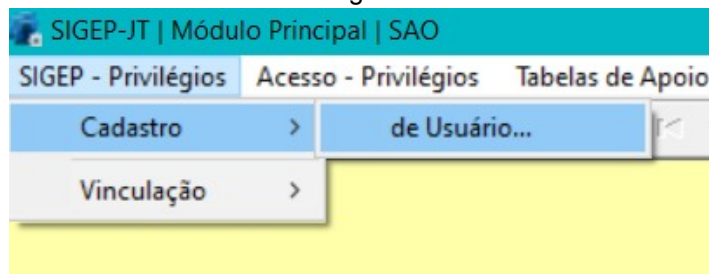 SIGEP-JT | Módulo Principal | SAO
SIGEP - Privilégios Acesso - Privilégios Tabelas de Apoio
Cadastro > de Usuário...
Vinculação >